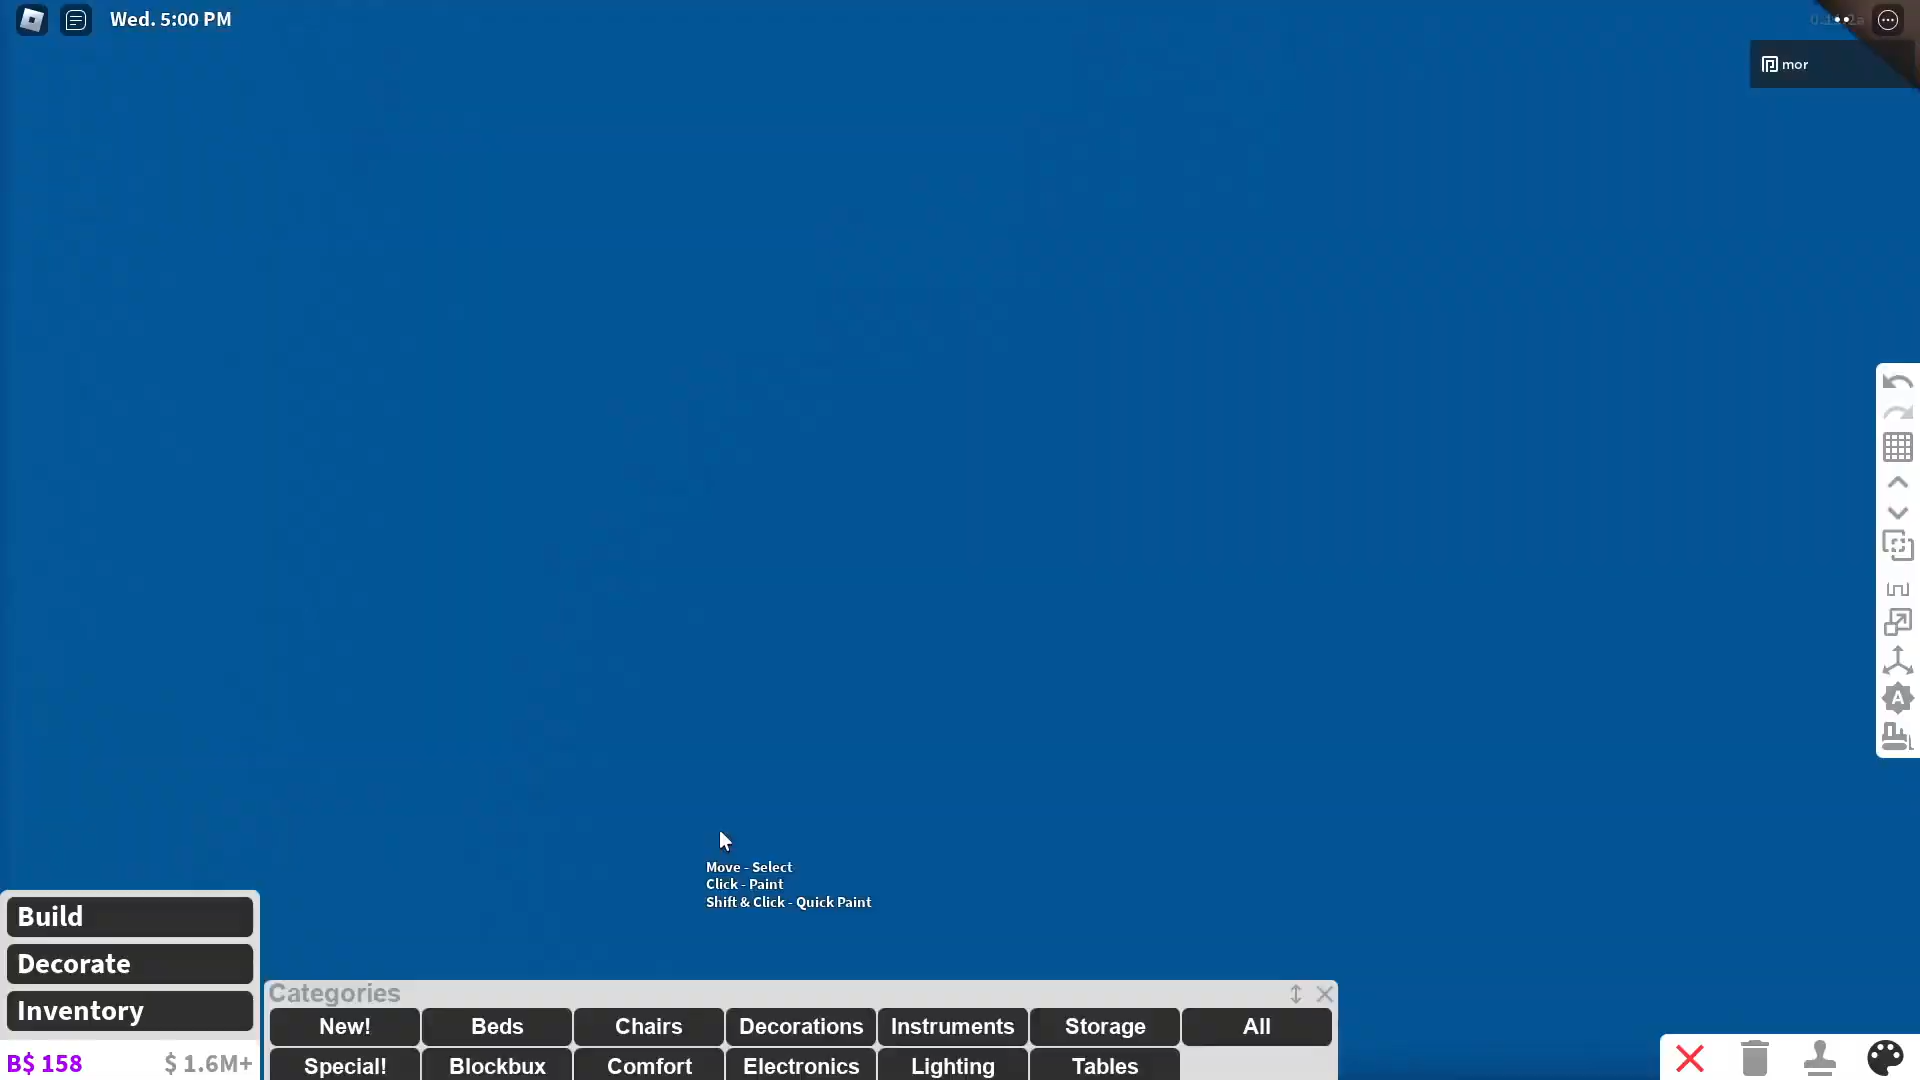 Wed. 5:00 PM
mor
Move - Select
Click - Paint
Shift & Click - Quick Paint
Build
Decorate
Inventory
B$ 158 $ 1.6M+
Categories
New! Beds Chairs Decorations Instruments Storage All
Special! Blockbux Comfort Electronics Lighting Tables
A